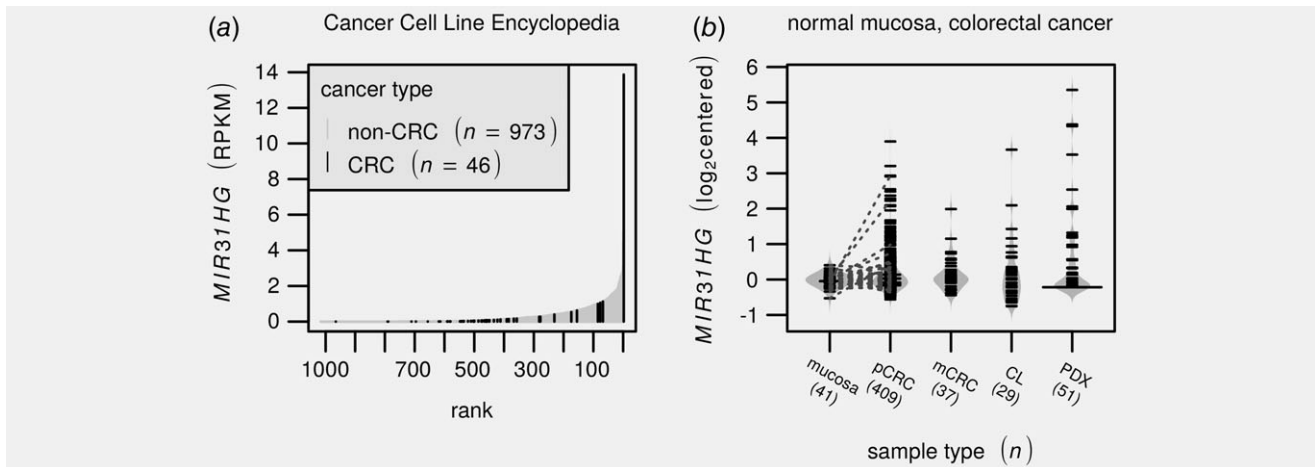 (a) Cancer Cell Line Encyclopedia
MIR31HG (RPKM)
14
12
10
8
6
4
2
0
cancer type
non-CRC (n = 973)
CRC (n = 46)
1000 700 500 300 100
rank
(b) normal mucosa, colorectal cancer
MIR31HG (log₂centered)
6
5
4
3
2
1
0
-1
mucosa (41)
pCRC (409)
mCRC (37)
CL (29)
PDX (51)
sample type (n)